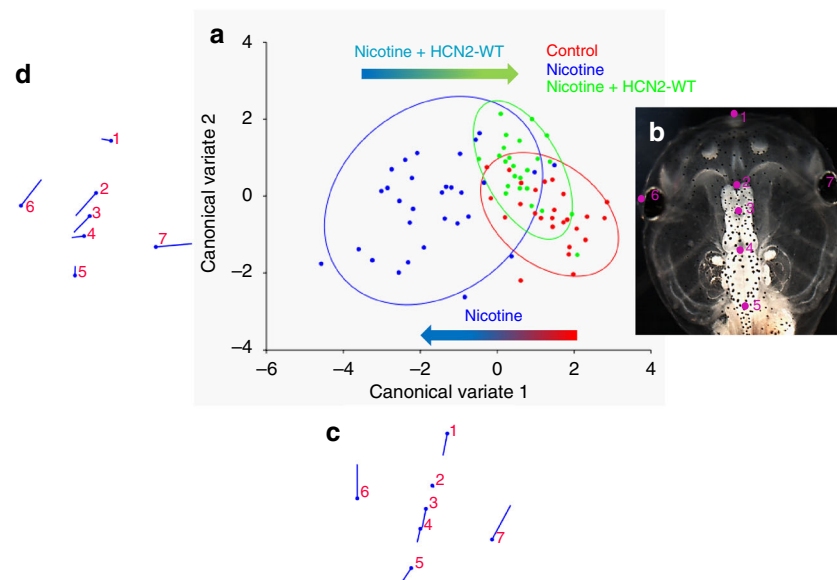 a
Nicotine + HCN2-WT
Control
Nicotine
Nicotine + HCN2-WT
4
2
0
−2
−4
Canonical variate 2
Nicotine
−6
−4
−2
0
2
4
Canonical variate 1
d
1
2
3
4
5
6
7
b
1
2
3
4
5
6
7
c
1
2
3
4
5
6
7